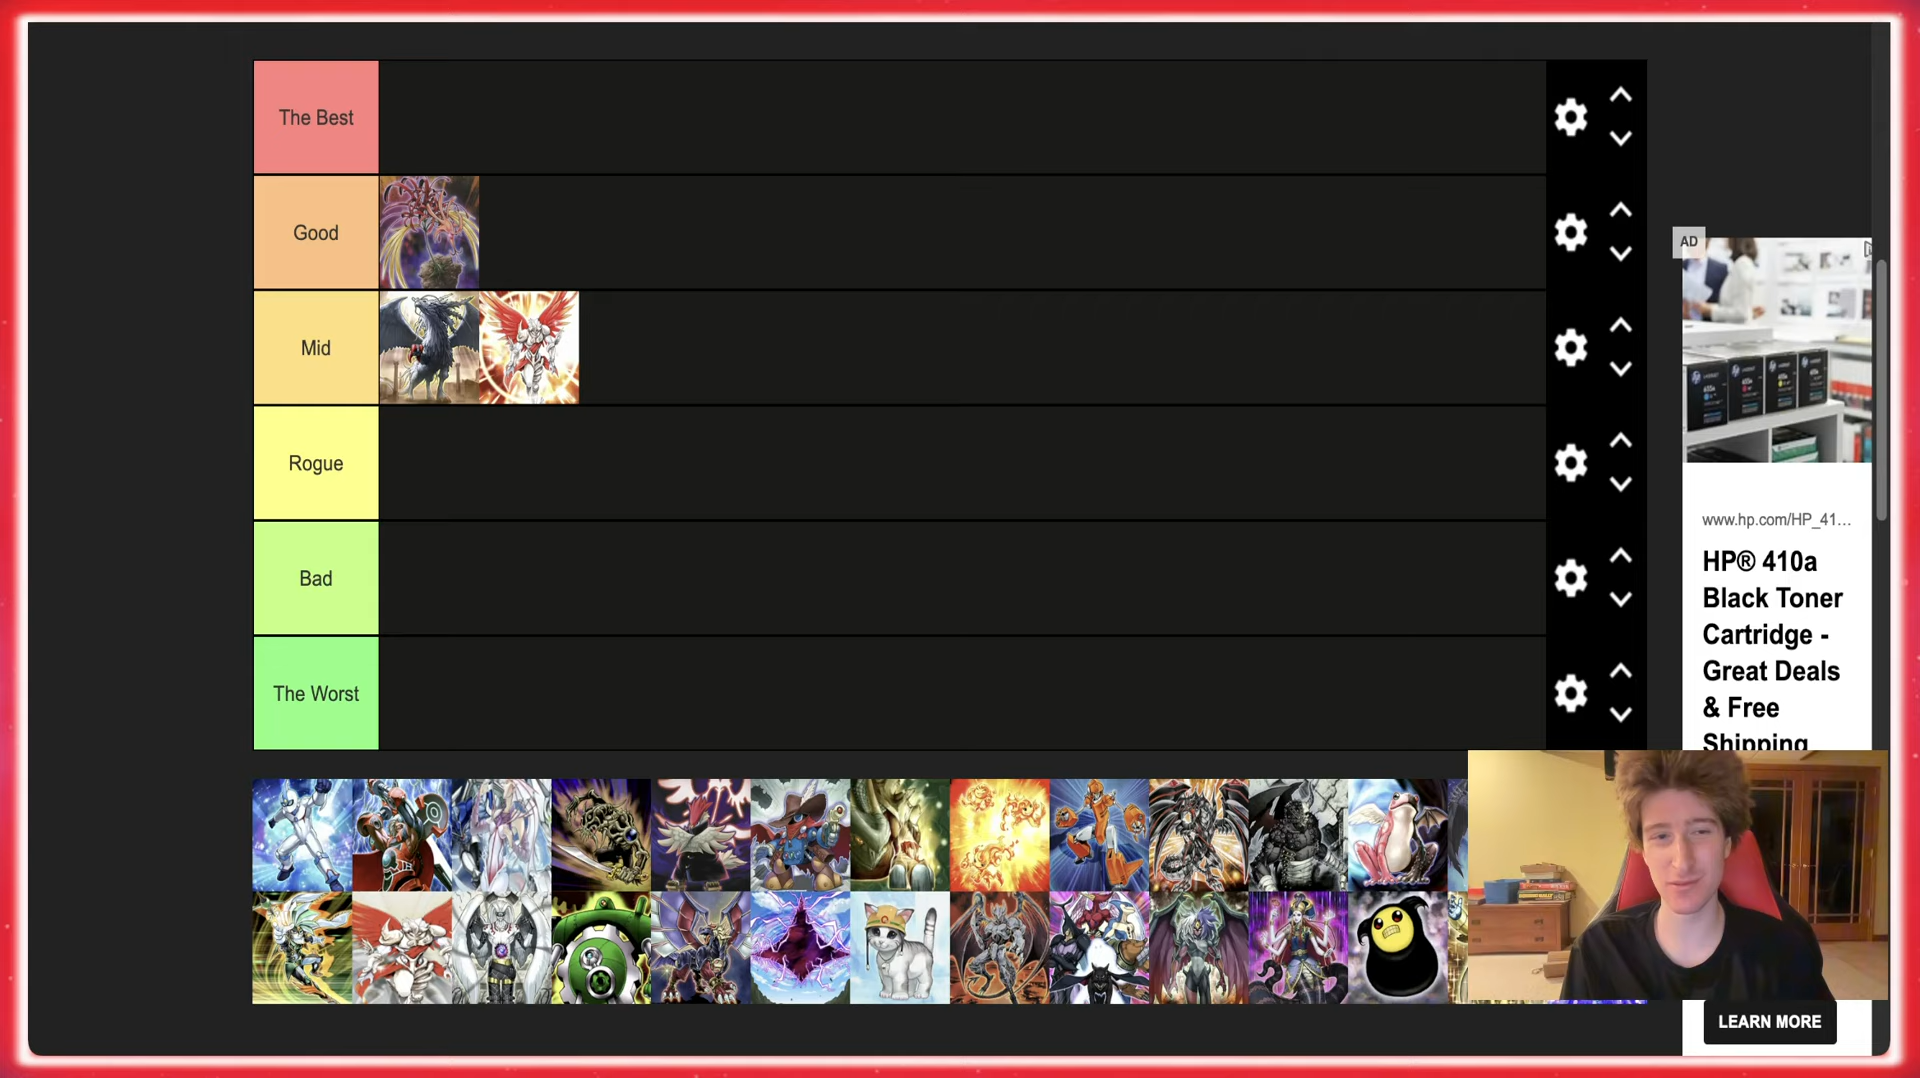 The Best
Good
Mid
Rogue
Bad
The Worst
AD
www.hp.com/HP_41...
HP® 410a
Black Toner
Cartridge -
Great Deals
& Free
Shipping
LEARN MORE